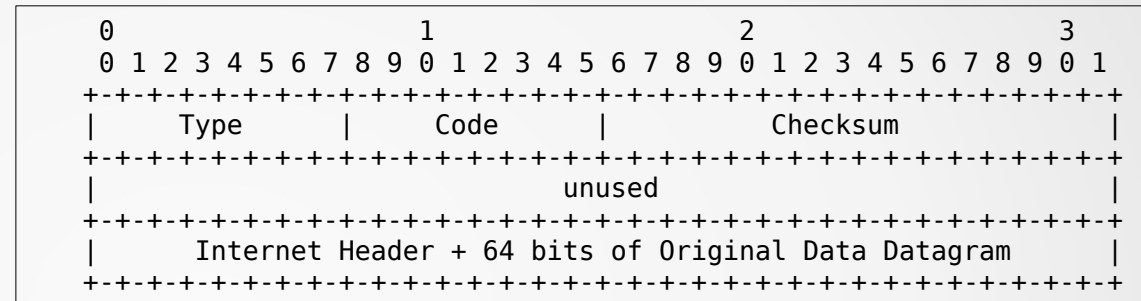 0                   1                   2                   3
0 1 2 3 4 5 6 7 8 9 0 1 2 3 4 5 6 7 8 9 0 1 2 3 4 5 6 7 8 9 0 1
+-+-+-+-+-+-+-+-+-+-+-+-+-+-+-+-+-+-+-+-+-+-+-+-+-+-+-+-+-+-+-+-+
|     Type      |     Code      |          Checksum             |
+-+-+-+-+-+-+-+-+-+-+-+-+-+-+-+-+-+-+-+-+-+-+-+-+-+-+-+-+-+-+-+-+
|                             unused                            |
+-+-+-+-+-+-+-+-+-+-+-+-+-+-+-+-+-+-+-+-+-+-+-+-+-+-+-+-+-+-+-+-+
|      Internet Header + 64 bits of Original Data Datagram      |
+-+-+-+-+-+-+-+-+-+-+-+-+-+-+-+-+-+-+-+-+-+-+-+-+-+-+-+-+-+-+-+-+